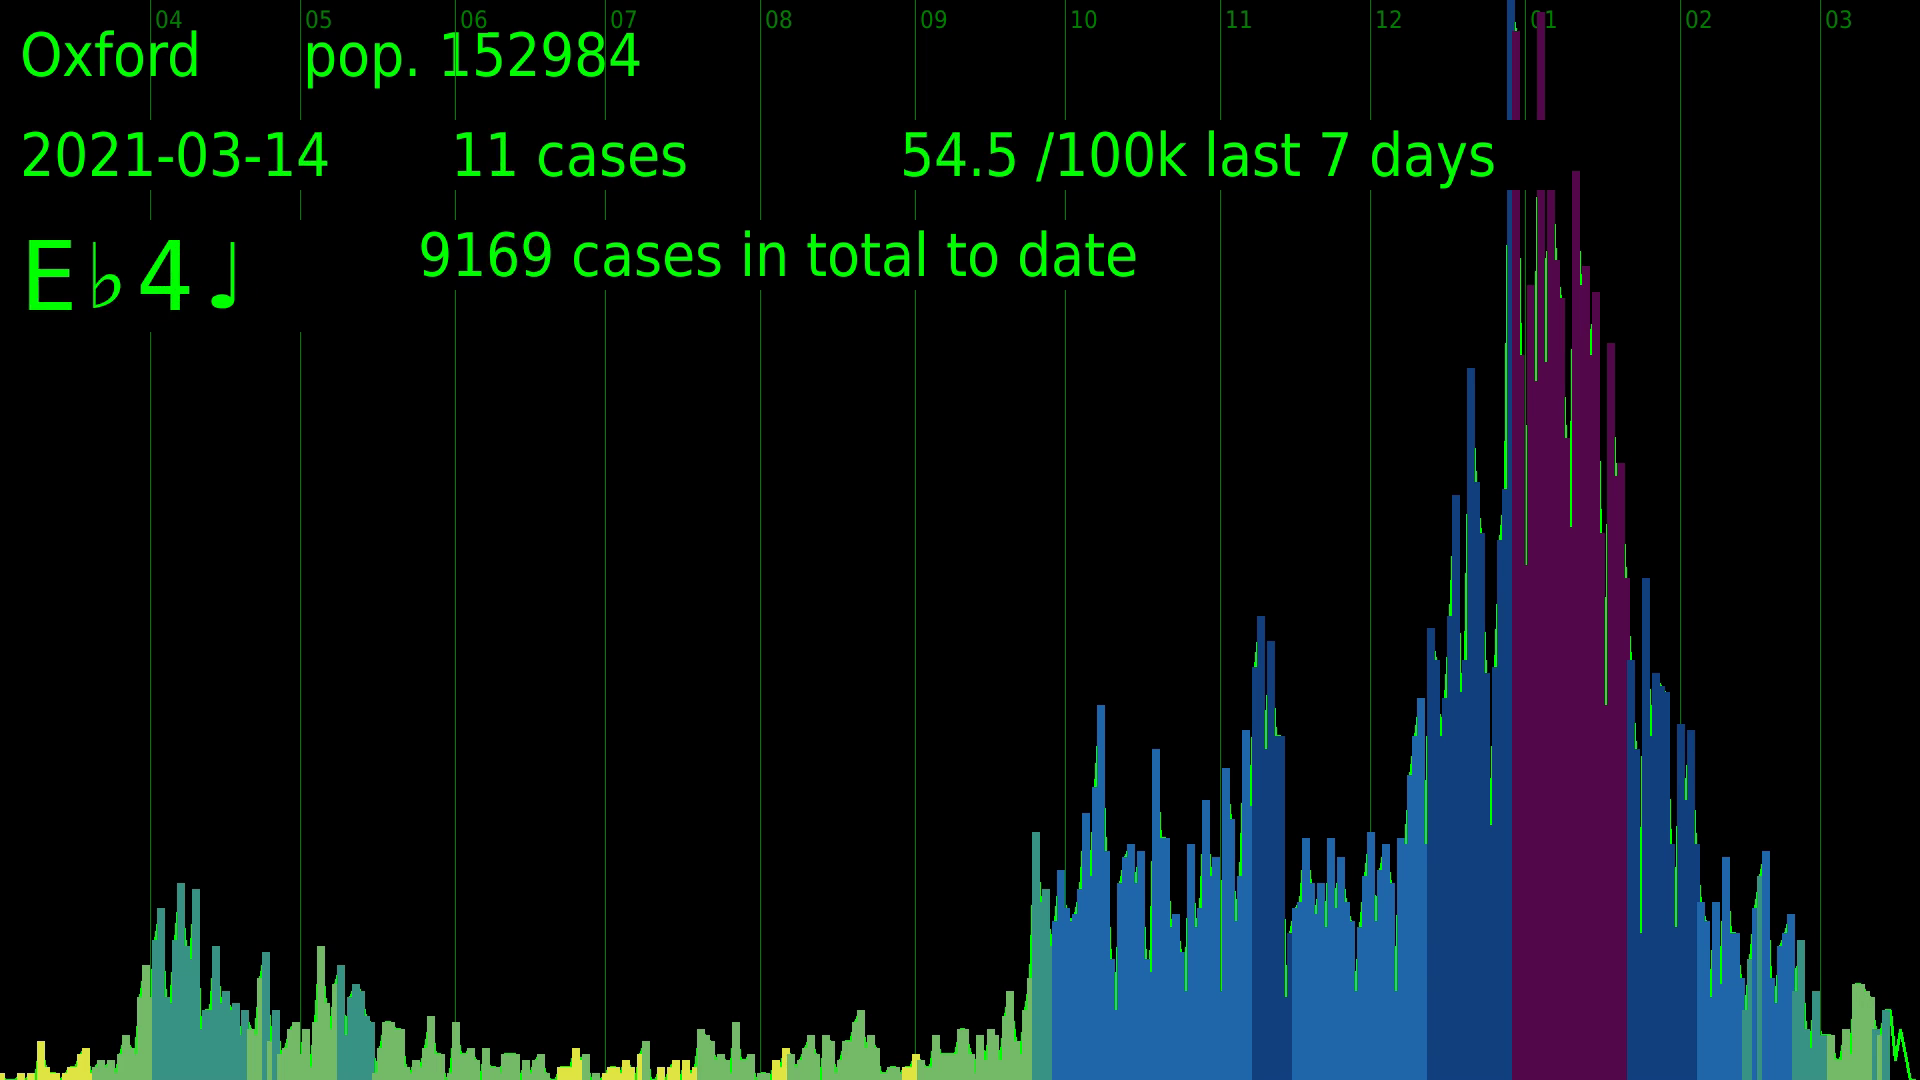 04 05 06 07 08 09 10 11 12 01 02 03
Oxford pop. 152984
2021-03-14 11 cases 54.5 /100k last 7 days
E♭4♩ 9169 cases in total to date